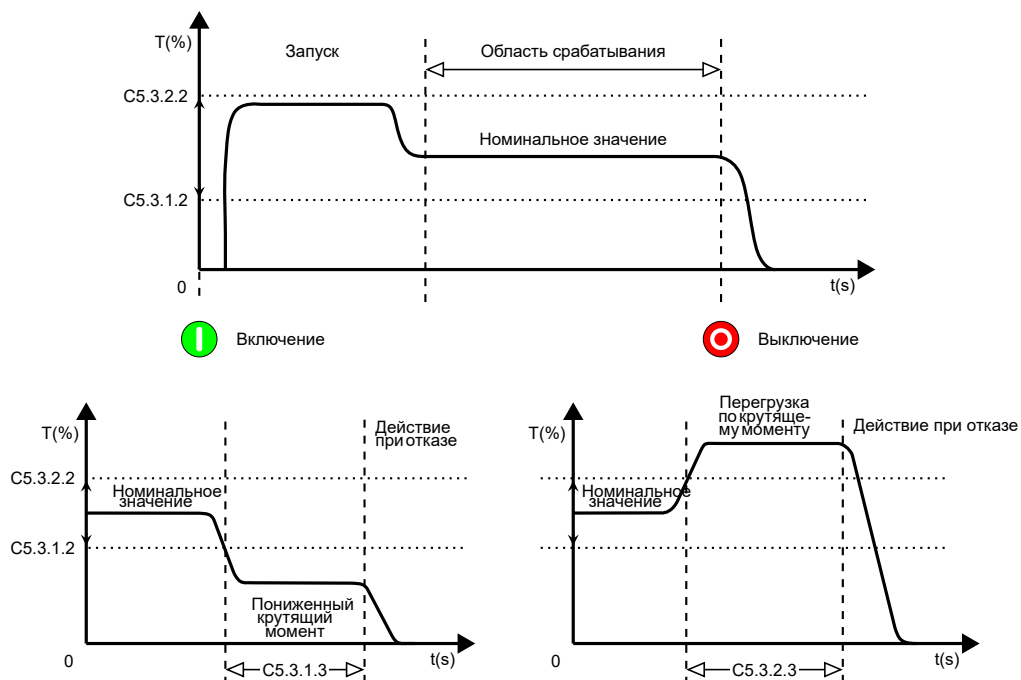 T(%)
Запуск
Область срабатывания
C5.3.2.2
Номинальное значение
C5.3.1.2
0
t(s)
Включение
Выключение
T(%)
Действие
при отказе
C5.3.2.2
Номинальное
значение
C5.3.1.2
Пониженный
крутящий
момент
0
t(s)
C5.3.1.3
Перегрузка
по крутяще-
му моменту
T(%)
Действие при отказе
Номинальное
значение
0
t(s)
C5.3.2.3